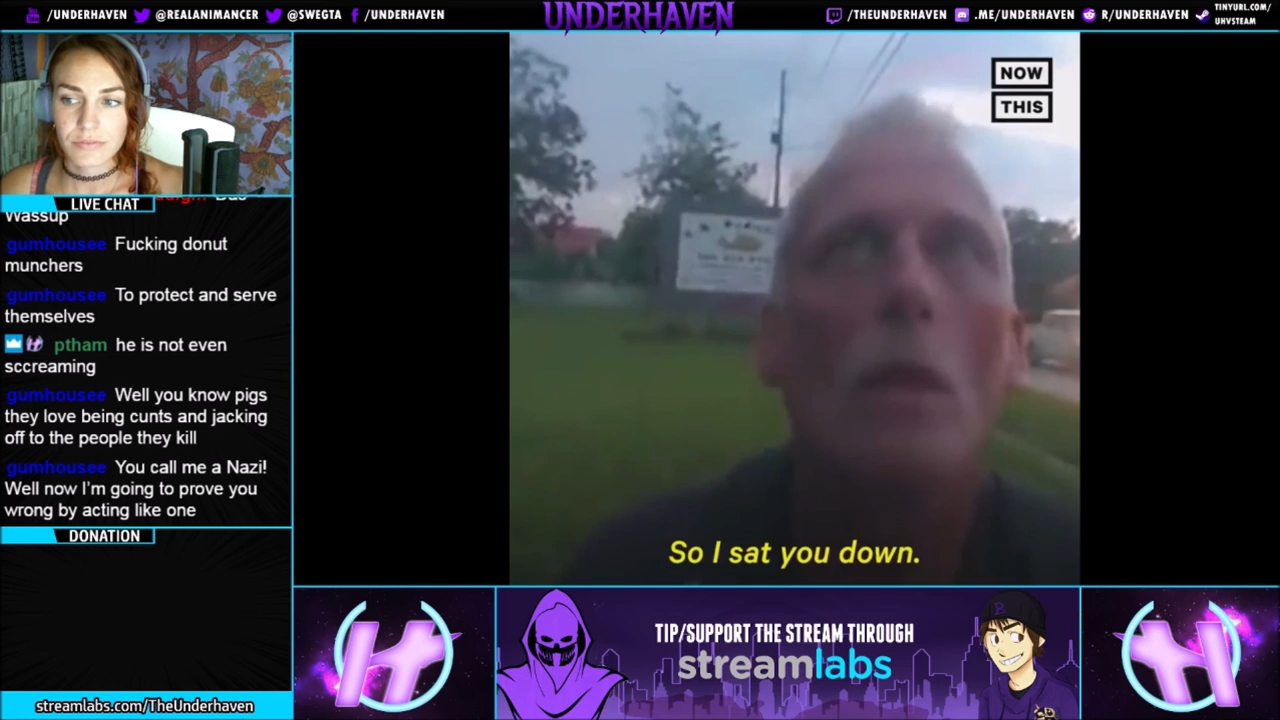 /UNDERHAVEN @REALANIMANCER @SWEGTA /UNDERHAVEN
UNDERHAVEN
/THEUNDERHAVEN .ME/UNDERHAVEN R/UNDERHAVEN TINYURL.COM/
UHVSTEAM
NOW
THIS
LIVE CHAT
Wassup
gumhousee Fucking donut
munchers
gumhousee To protect and serve
themselves
ptham he is not even
sccreaming
gumhousee Well you know pigs
they love being cunts and jacking
off to the people they kill
gumhousee You call me a Nazi!
Well now I'm going to prove you
wrong by acting like one
So I sat you down.
DONATION
TIP/SUPPORT THE STREAM THROUGH
streamlabs
streamlabs.com/TheUnderhaven